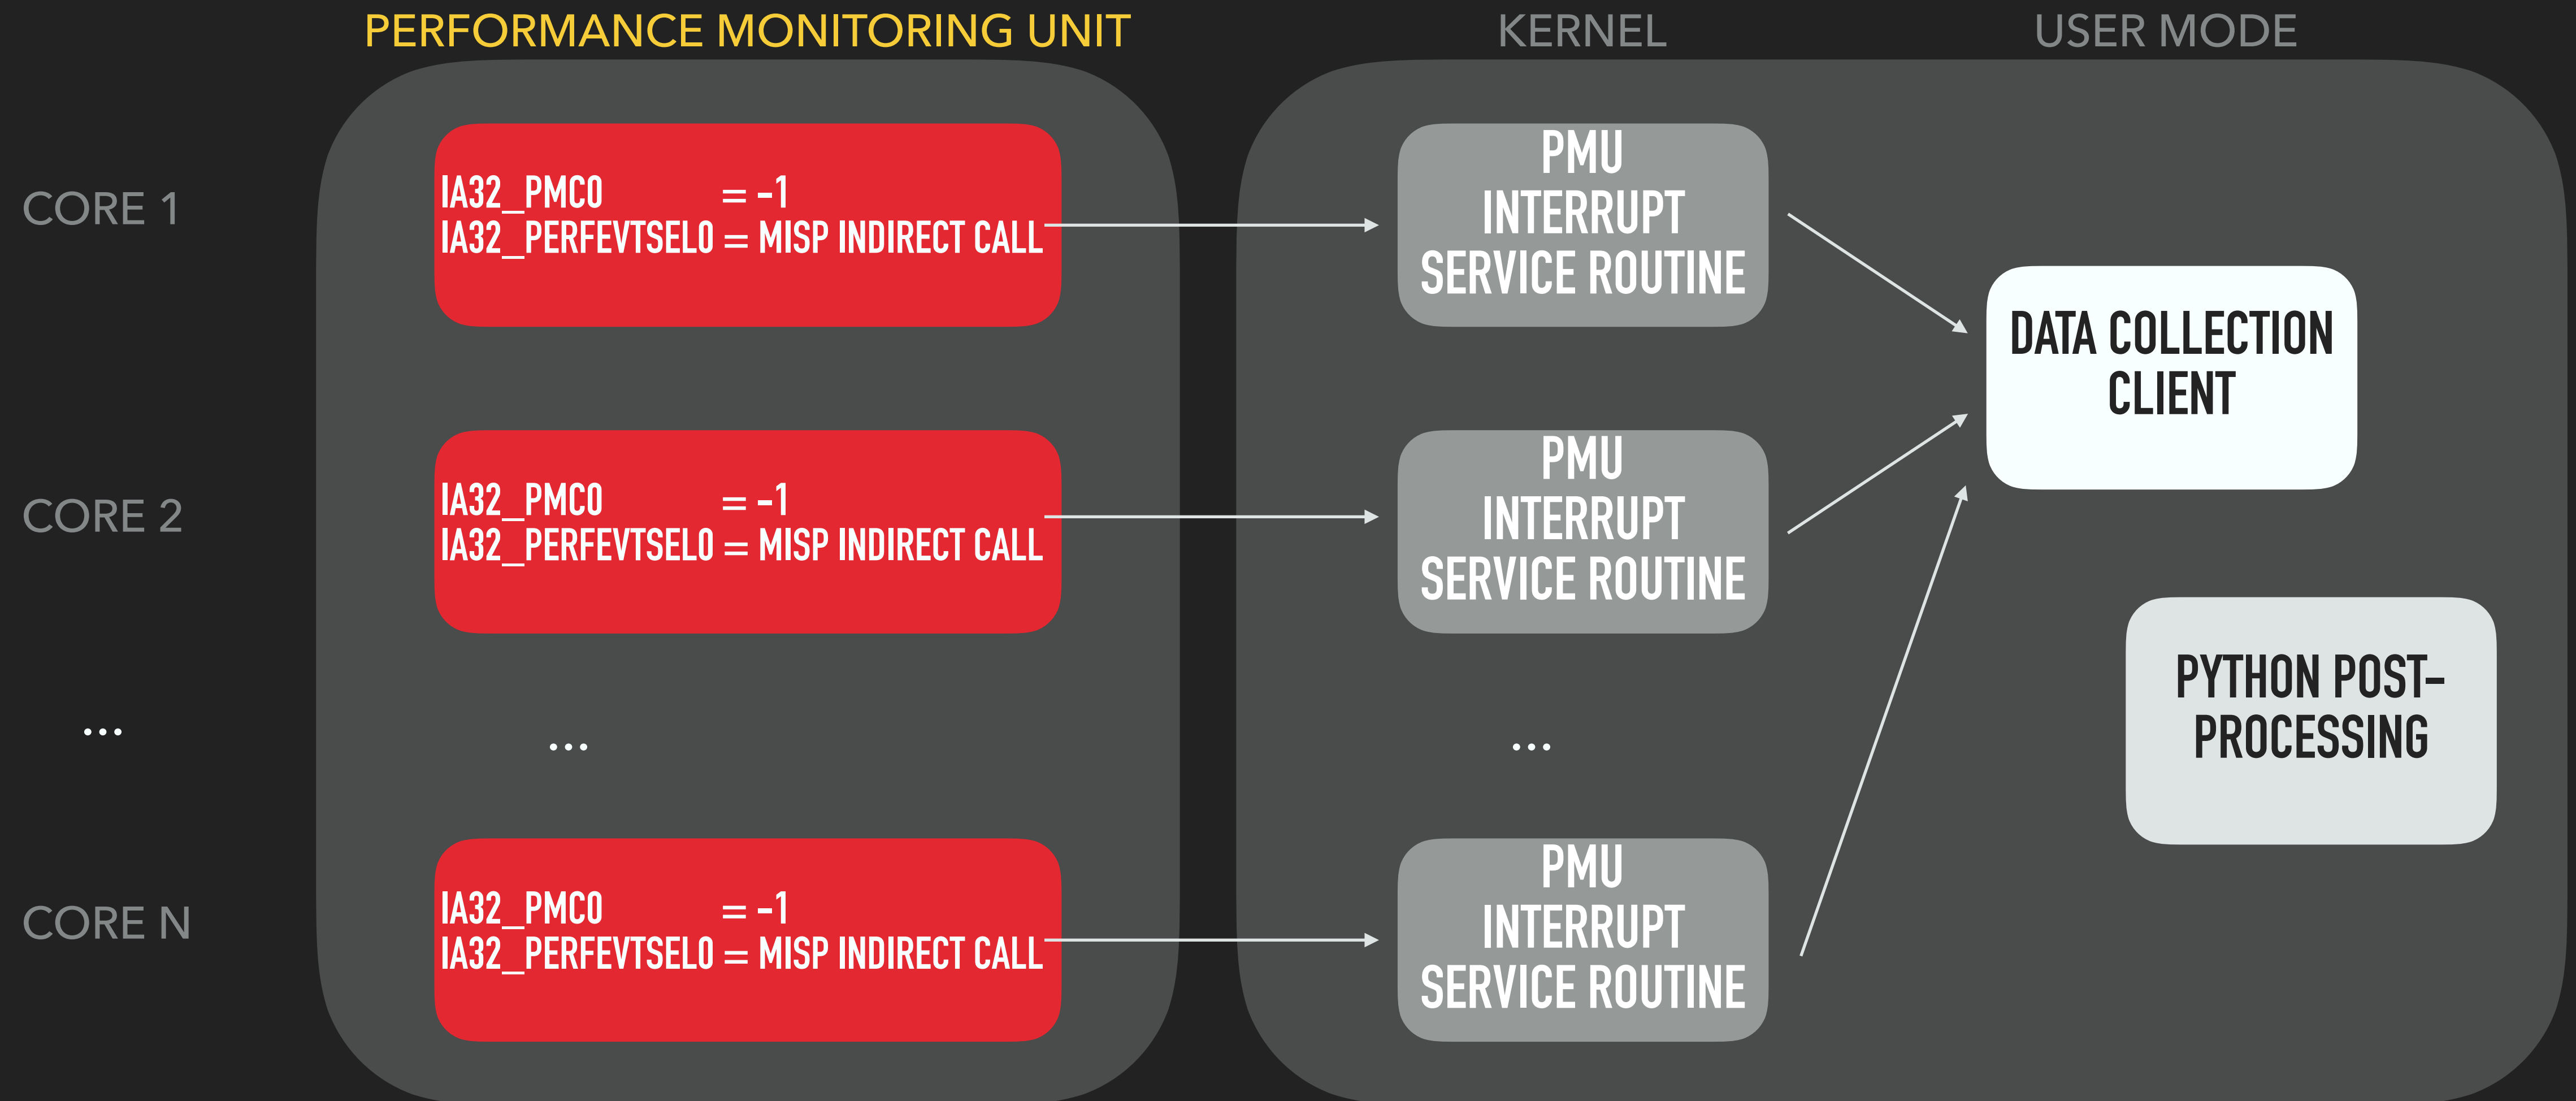 PERFORMANCE MONITORING UNIT
KERNEL
USER MODE
CORE 1
IA32_PMC0 = -1
IA32_PERFEVTSEL0 = MISP INDIRECT CALL
PMU
INTERRUPT
SERVICE ROUTINE
DATA COLLECTION
CLIENT
CORE 2
IA32_PMC0 = -1
IA32_PERFEVTSEL0 = MISP INDIRECT CALL
PMU
INTERRUPT
SERVICE ROUTINE
PYTHON POST-
PROCESSING
...
...
...
CORE N
IA32_PMC0 = -1
IA32_PERFEVTSEL0 = MISP INDIRECT CALL
PMU
INTERRUPT
SERVICE ROUTINE